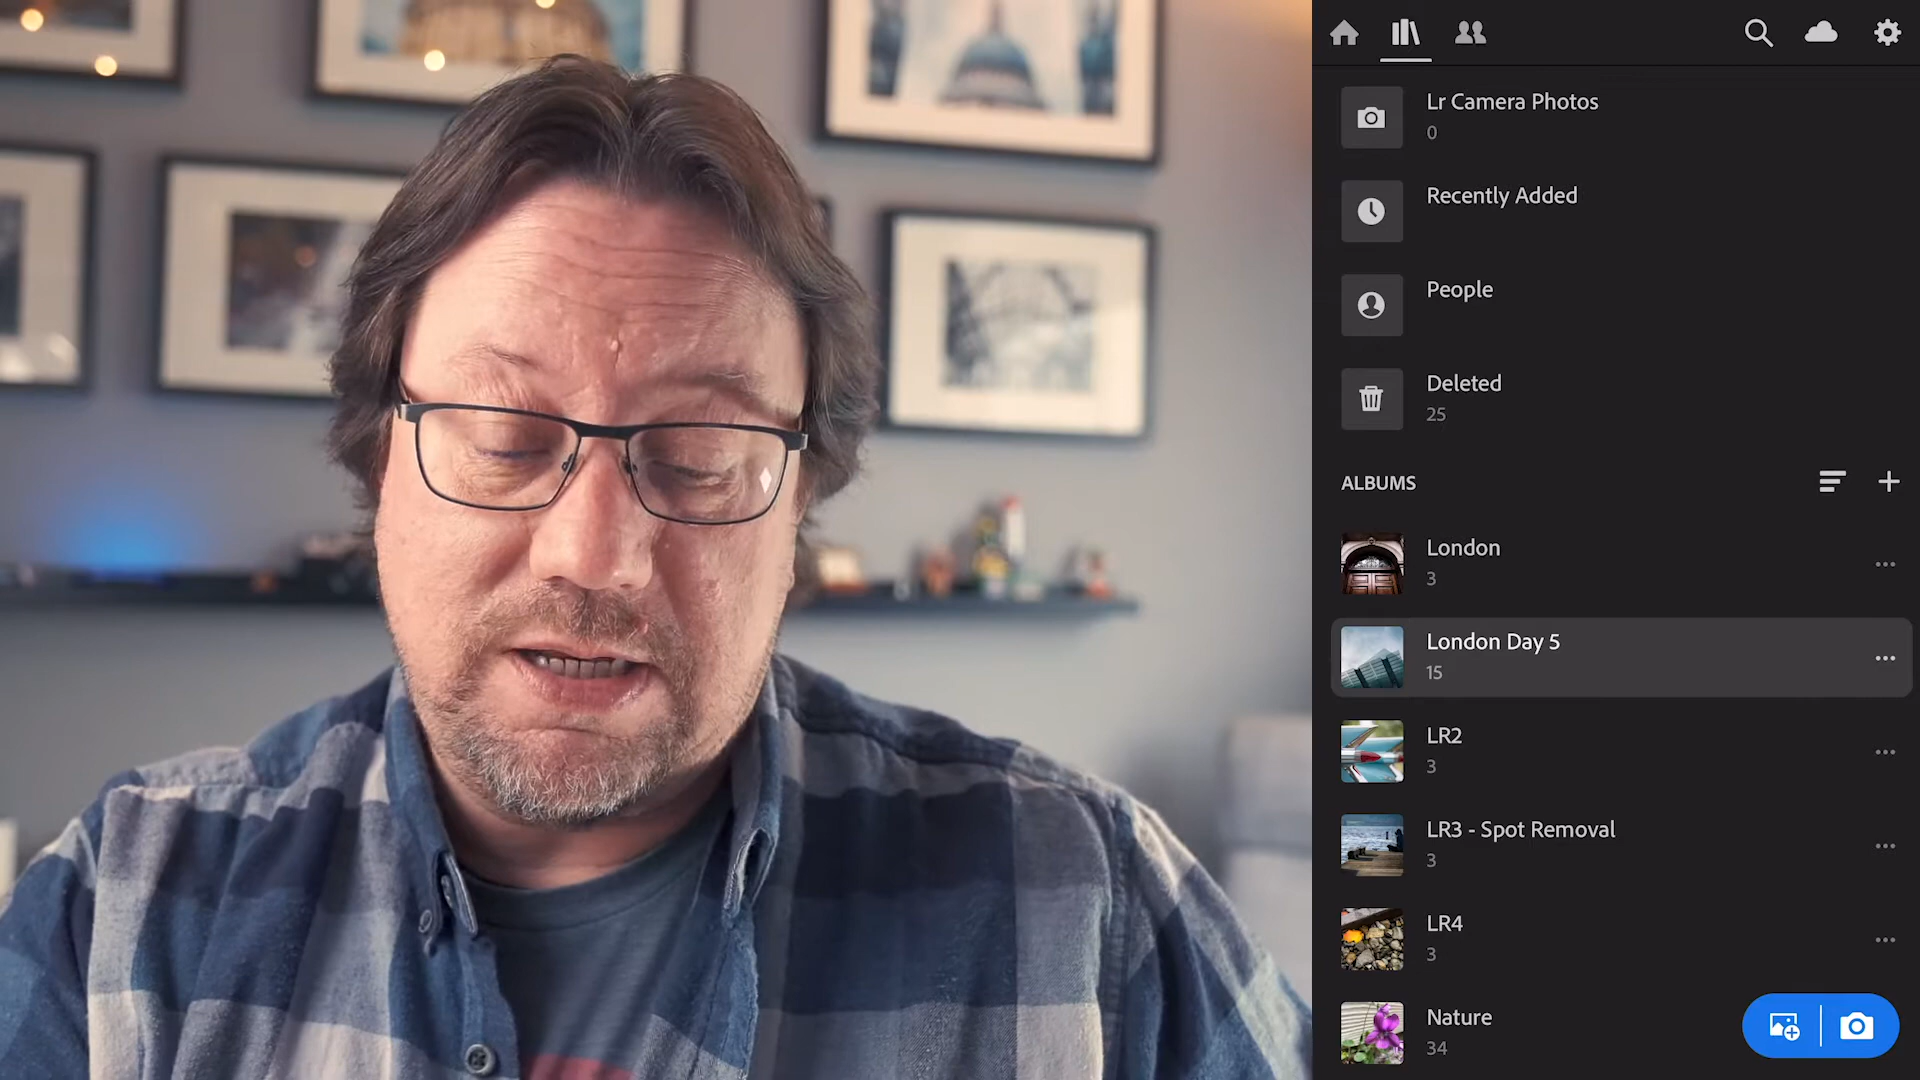 Lr Camera Photos
0
Recently Added
People
Deleted
25
ALBUMS
London
3
London Day 5
15
LR2
3
LR3 - Spot Removal
3
LR4
3
Nature
34